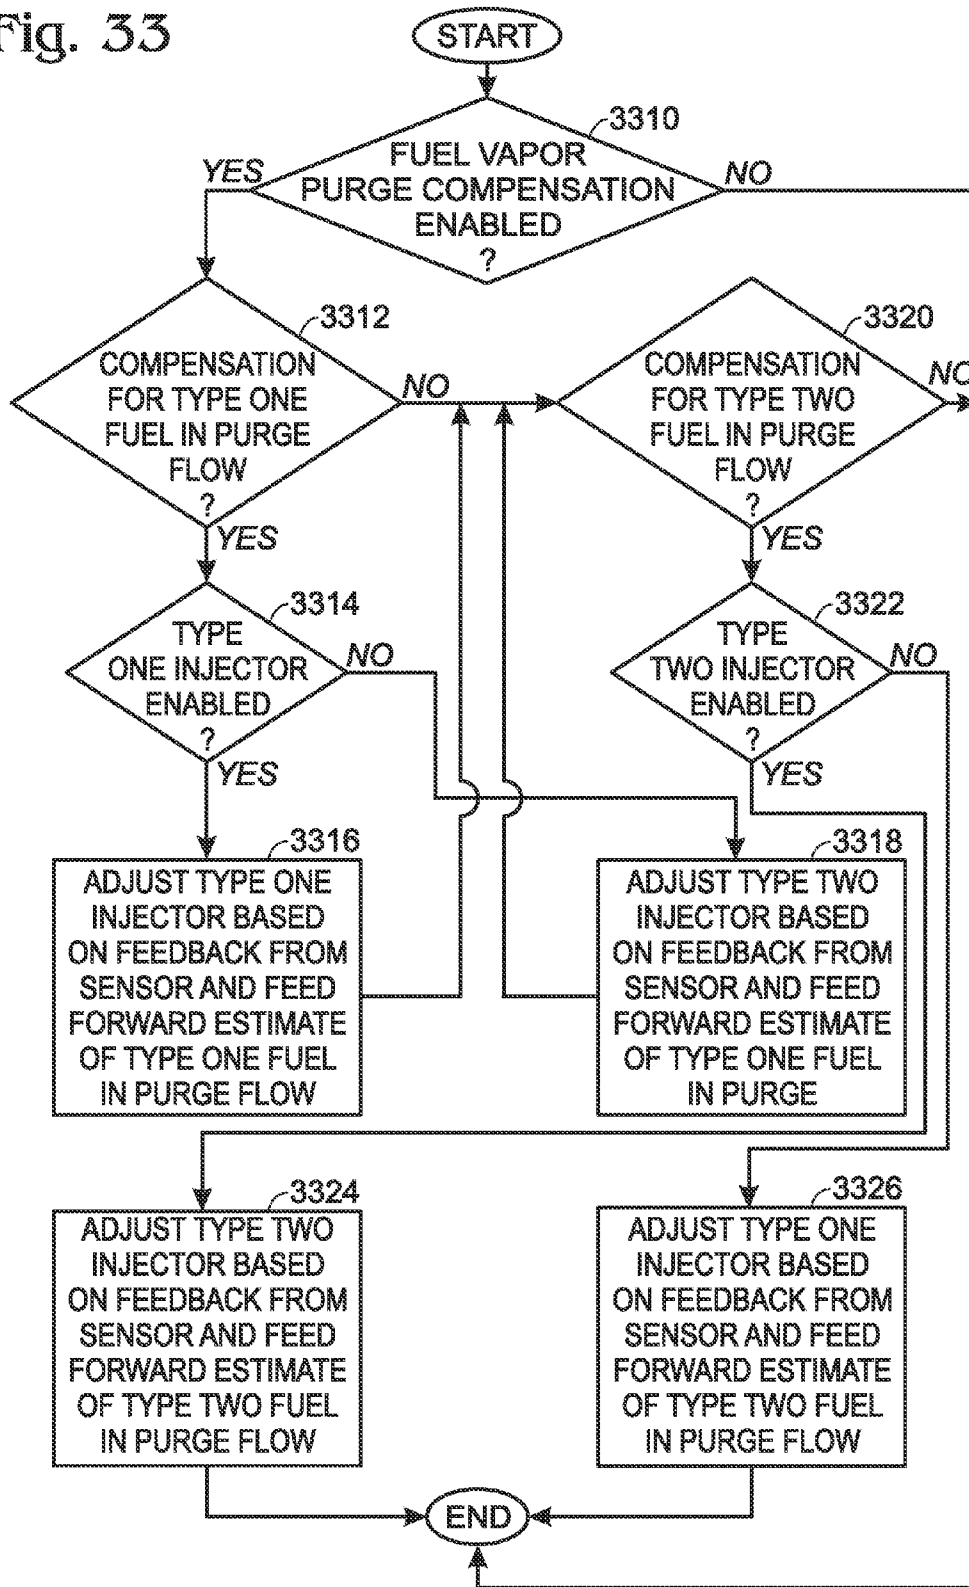 Fig. 33
START
3310
FUEL VAPOR
PURGE COMPENSATION
ENABLED
?
YES
NO
3312
COMPENSATION
FOR TYPE ONE
FUEL IN PURGE
FLOW
?
NO
YES
3320
COMPENSATION
FOR TYPE TWO
FUEL IN PURGE
FLOW
?
NO
YES
3314
TYPE
ONE INJECTOR
ENABLED
?
NO
YES
3322
TYPE
TWO INJECTOR
ENABLED
?
NO
YES
3316
ADJUST TYPE ONE
INJECTOR BASED
ON FEEDBACK FROM
SENSOR AND FEED
FORWARD ESTIMATE
OF TYPE ONE FUEL
IN PURGE FLOW
3318
ADJUST TYPE TWO
INJECTOR BASED
ON FEEDBACK FROM
SENSOR AND FEED
FORWARD ESTIMATE
OF TYPE ONE FUEL
IN PURGE
3324
ADJUST TYPE TWO
INJECTOR BASED
ON FEEDBACK FROM
SENSOR AND FEED
FORWARD ESTIMATE
OF TYPE TWO FUEL
IN PURGE FLOW
3326
ADJUST TYPE ONE
INJECTOR BASED
ON FEEDBACK FROM
SENSOR AND FEED
FORWARD ESTIMATE
OF TYPE TWO FUEL
IN PURGE FLOW
END